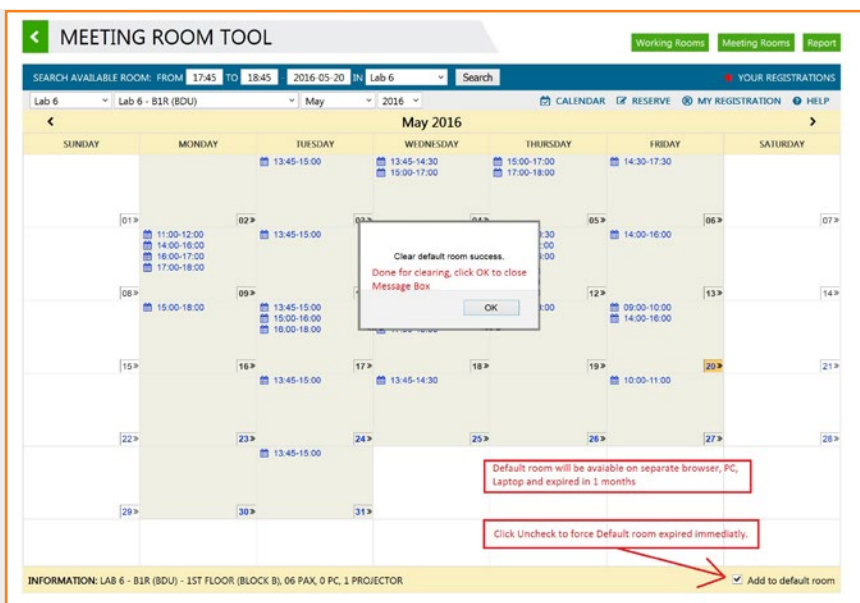 MEETING ROOM TOOL
Working Rooms Meeting Rooms Report
SEARCH AVAILABLE ROOM: FROM 17:45 TO 18:45 - 2016-05-20 IN Lab 6 Search YOUR REGISTRATIONS
Lab 6 Lab 6 - B1R (BDU) May 2016 CALENDAR RESERVE MY REGISTRATION HELP
May 2016
SUNDAY MONDAY TUESDAY WEDNESDAY THURSDAY FRIDAY SATURDAY
13:45-15:00 13:45-14:30 15:00-17:00 14:30-17:30
15:00-17:00 17:00-18:00
01 02 03 04 05 06 07
11:00-12:00 13:45-15:00 :30 14:00-16:00
14:00-16:00 :00
16:00-17:00 :00
17:00-18:00
Clear default room success.
Done for clearing, click OK to close
Message Box
OK
08 09 12 13 14
15:00-18:00 13:45-15:00 :00 09:00-10:00
15:00-16:00 14:00-16:00
16:00-18:00
15 16 17 18 19 20 21
13:45-15:00 13:45-14:30 10:00-11:00
22 23 24 25 26 27 28
13:45-15:00
Default room will be avaiable on separate browser, PC,
Laptop and expired in 1 months
29 30 31
Click Uncheck to force Default room expired immediatly.
INFORMATION: LAB 6 - B1R (BDU) - 1ST FLOOR (BLOCK B), 06 PAX, 0 PC, 1 PROJECTOR Add to default room